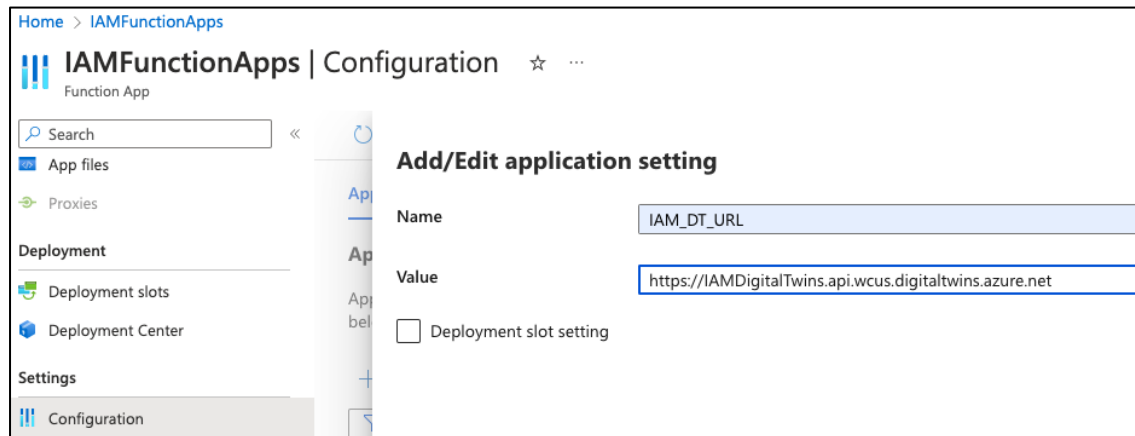 Home > IAMFunctionApps
IAMFunctionApps | Configuration
Function App
Search
App files
Proxies
Deployment
Deployment slots
Deployment Center
Settings
Configuration
Add/Edit application setting
Name
IAM_DT_URL
Value
https://IAMDigitalTwins.api.wcus.digitaltwins.azure.net
Deployment slot setting